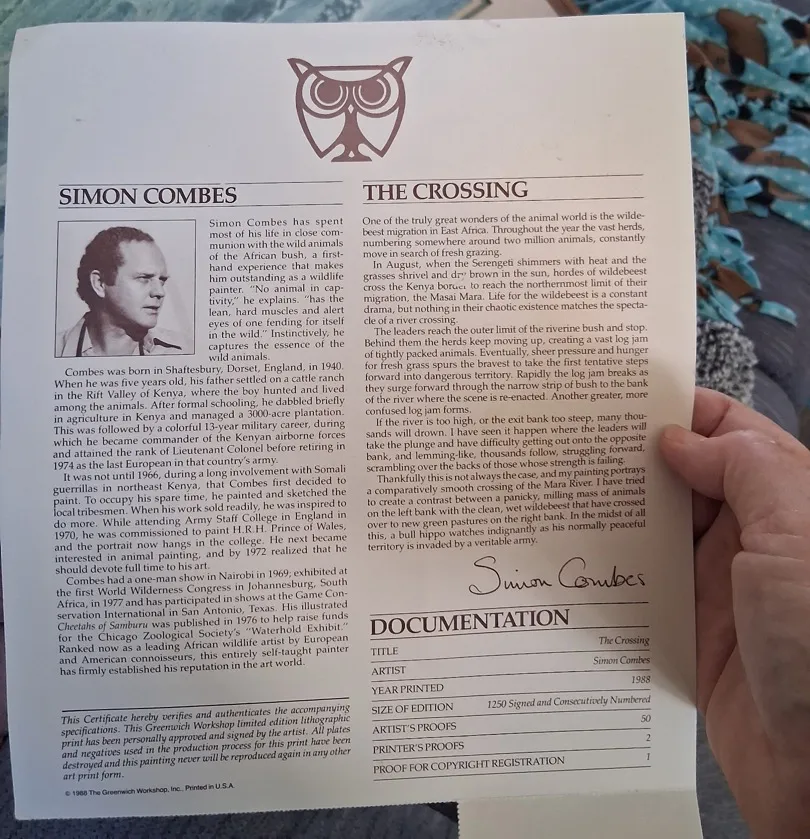 SIMON COMBES
Simon Combes has spent
most of his life in close com-
munion with the wild animals
of the African bush, a first-
hand experience that makes
him outstanding as a wildlife
painter. "No animal in cap-
tivity," he explains. "has the
lean, hard muscles and alert
eyes of one fending for itself
in the wild." Instinctively, he
captures the essence of the
wild animals.
Combes was born in Shaftesbury, Dorset, England, in 1940.
When he was five years old, his father settled on a cattle ranch
in the Rift Valley of Kenya, where the boy hunted and lived
among the animals. After formal schooling, he dabbled briefly
in agriculture in Kenya and managed a 3000-acre plantation.
This was followed by a colorful 13-year military career, during
which he became commander of the Kenyan airborne forces
and attained the rank of Lieutenant Colonel before retiring in
1974 as the last European in that country's army.
It was not until 1966, during a long involvement with Somali
guerrillas in northeast Kenya, that Combes first decided to
paint. To occupy his spare time, he painted and sketched the
local tribesmen. When his work sold readily, he was inspired to
do more. While attending Army Staff College in England in
1970, he was commissioned to paint H.R.H. Prince of Wales,
and the portrait now hangs in the college. He next became
interested in animal painting, and by 1972 realized that he
should devote full time to his art.
Combes had a one-man show in Nairobi in 1969; exhibited at
the first World Wilderness Congress in Johannesburg, South
Africa, in 1977 and has participated in shows at the Game Con-
servation International in San Antonio, Texas. His illustrated
Cheetahs of Samburu was published in 1976 to help raise funds
for the Chicago Zoological Society's "Waterhold Exhibit."
Ranked now as a leading African wildlife artist by European
and American connoisseurs, this entirely self-taught painter
has firmly established his reputation in the art world.
This Certificate hereby verifies and authenticates the accompanying
specifications. This Greenwich Workshop limited edition lithographic
print has been personally approved and signed by the artist. All plates
and negatives used in the production process for this print have been
destroyed and this painting never will be reproduced again in any other
art print form.
© 1988 The Greenwich Workshop, Inc., Printed in U.S.A.
THE CROSSING
One of the truly great wonders of the animal world is the wilde-
beest migration in East Africa. Throughout the year the vast herds,
numbering somewhere around two million animals, constantly
move in search of fresh grazing.
In August, when the Serengeti shimmers with heat and the
grasses shrivel and dry brown in the sun, hordes of wildebeest
cross the Kenya border to reach the northernmost limit of their
migration, the Masai Mara. Life for the wildebeest is a constant
drama, but nothing in their chaotic existence matches the specta-
cle of a river crossing.
The leaders reach the outer limit of the riverine bush and stop.
Behind them the herds keep moving up, creating a vast log jam
of tightly packed animals. Eventually, sheer pressure and hunger
for fresh grass spurs the bravest to take the first tentative steps
forward into dangerous territory. Rapidly the log jam breaks as
they surge forward through the narrow strip of bush to the bank
of the river where the scene is re-enacted. Another greater, more
confused log jam forms.
If the river is too high, or the exit bank too steep, many thou-
sands will drown. I have seen it happen where the leaders will
take the plunge and have difficulty getting out onto the opposite
bank, and lemming-like, thousands follow, struggling forward,
scrambling over the backs of those whose strength is failing.
Thankfully this is not always the case, and my painting portrays
a comparatively smooth crossing of the Mara River. I have tried
to create a contrast between a panicky, milling mass of animals
on the left bank with the clean, wet wildebeest that have crossed
over to new green pastures on the right bank. In the midst of all
this, a bull hippo watches indignantly as his normally peaceful
territory is invaded by a veritable army.
Simon Combes
DOCUMENTATION
TITLE The Crossing
ARTIST Simon Combes
YEAR PRINTED 1988
SIZE OF EDITION 1250 Signed and Consecutively Numbered
ARTIST'S PROOFS 50
PRINTER'S PROOFS 2
PROOF FOR COPYRIGHT REGISTRATION 1